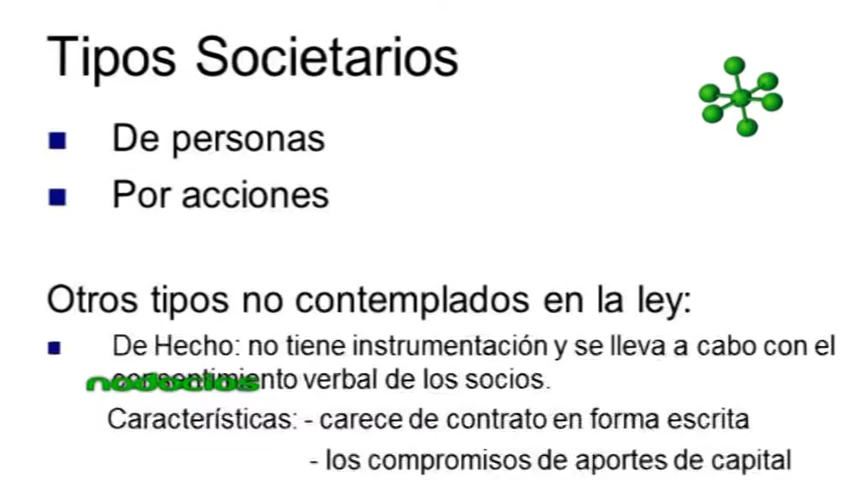 Tipos Societarios
De personas
Por acciones
Otros tipos no contemplados en la ley:
De Hecho: no tiene instrumentación y se lleva a cabo con el
consentimiento verbal de los socios.
nodocios
Características: - carece de contrato en forma escrita
- los compromisos de aportes de capital